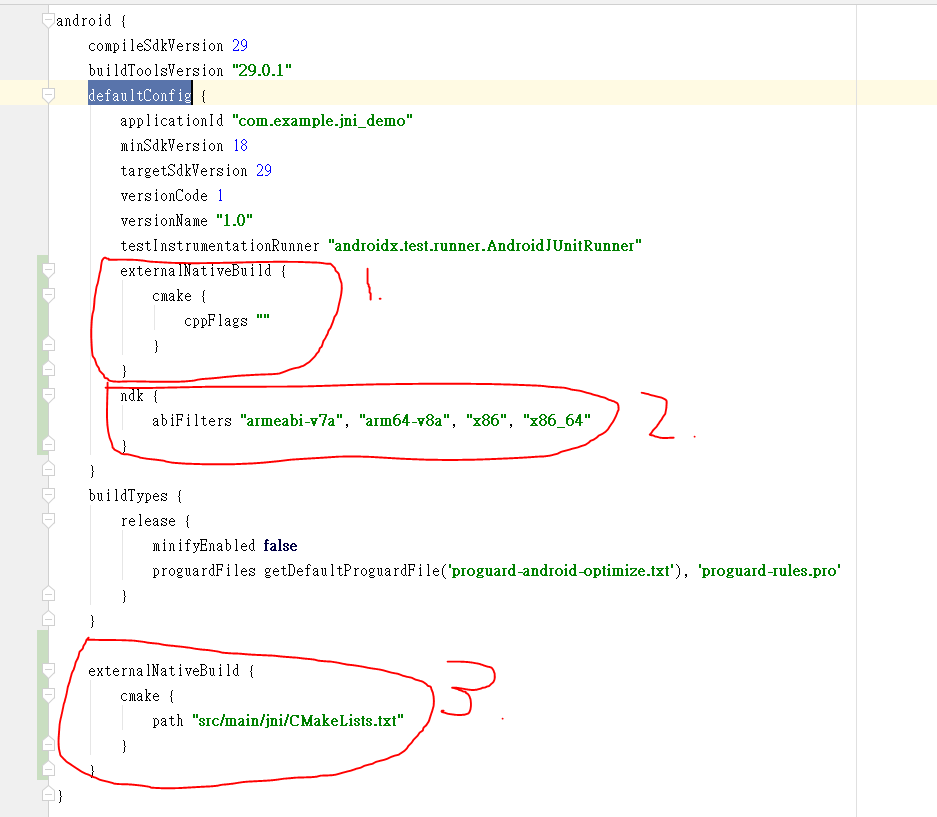 android {
compileSdkVersion 29
buildToolsVersion "29.0.1"
defaultConfig {
applicationId "com.example.jni_demo"
minSdkVersion 18
targetSdkVersion 29
versionCode 1
versionName "1.0"
testInstrumentationRunner "androidx.test.runner.AndroidJUnitRunner"
externalNativeBuild { 1.
cmake {
cppFlags ""
}
}
ndk {
abiFilters "armeabi-v7a", "arm64-v8a", "x86", "x86_64" 2.
}
}
buildTypes {
release {
minifyEnabled false
proguardFiles getDefaultProguardFile('proguard-android-optimize.txt'), 'proguard-rules.pro'
}
}
externalNativeBuild { 3.
cmake {
path "src/main/jni/CMakeLists.txt"
}
}
}